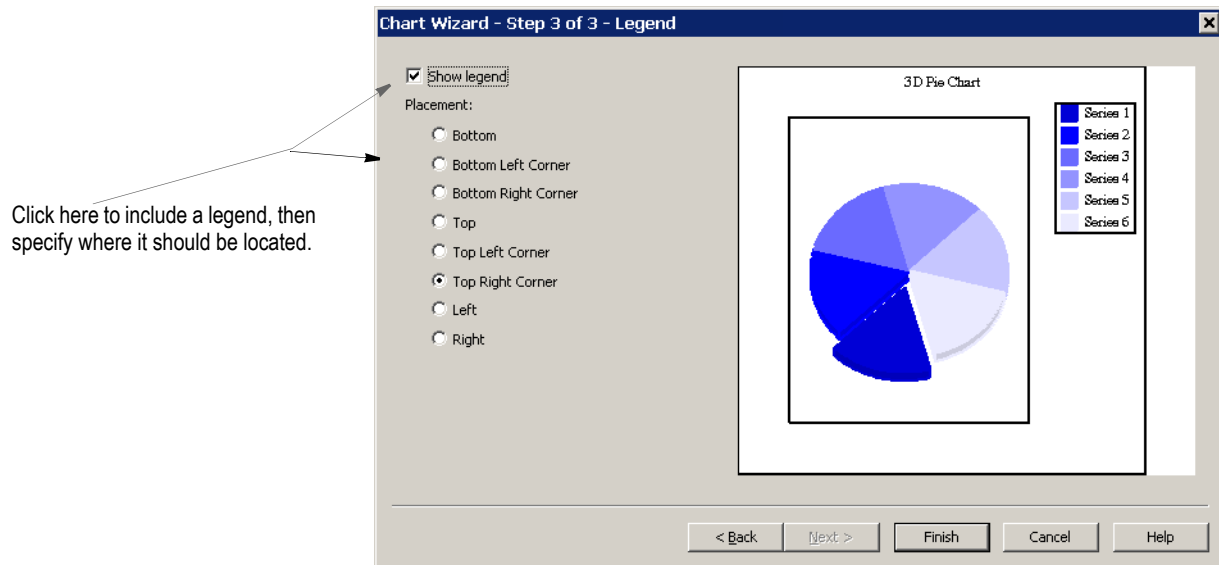 Chart Wizard - Step 3 of 3 - Legend
Show legend
Placement:
Bottom
Bottom Left Corner
Bottom Right Corner
Top
Top Left Corner
Top Right Corner
Left
Right
Click here to include a legend, then
specify where it should be located.
3D Pie Chart
Series 1
Series 2
Series 3
Series 4
Series 5
Series 6
< Back
Next >
Finish
Cancel
Help